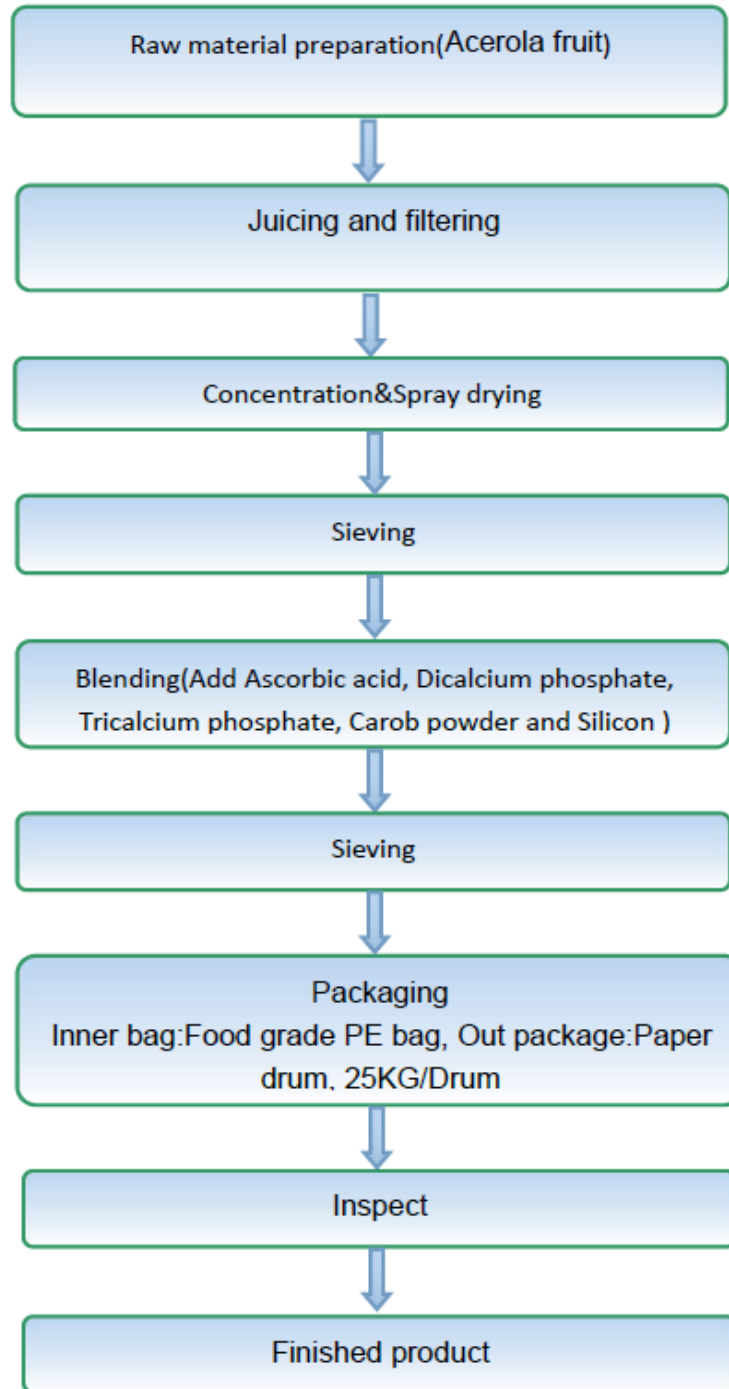 Raw material preparation(Acerola fruit)
Juicing and filtering
Concentration&Spray drying
Sieving
Blending(Add Ascorbic acid, Dicalcium phosphate,
Tricalcium phosphate, Carob powder and Silicon )
Sieving
Packaging
Inner bag:Food grade PE bag, Out package:Paper
drum, 25KG/Drum
Inspect
Finished product